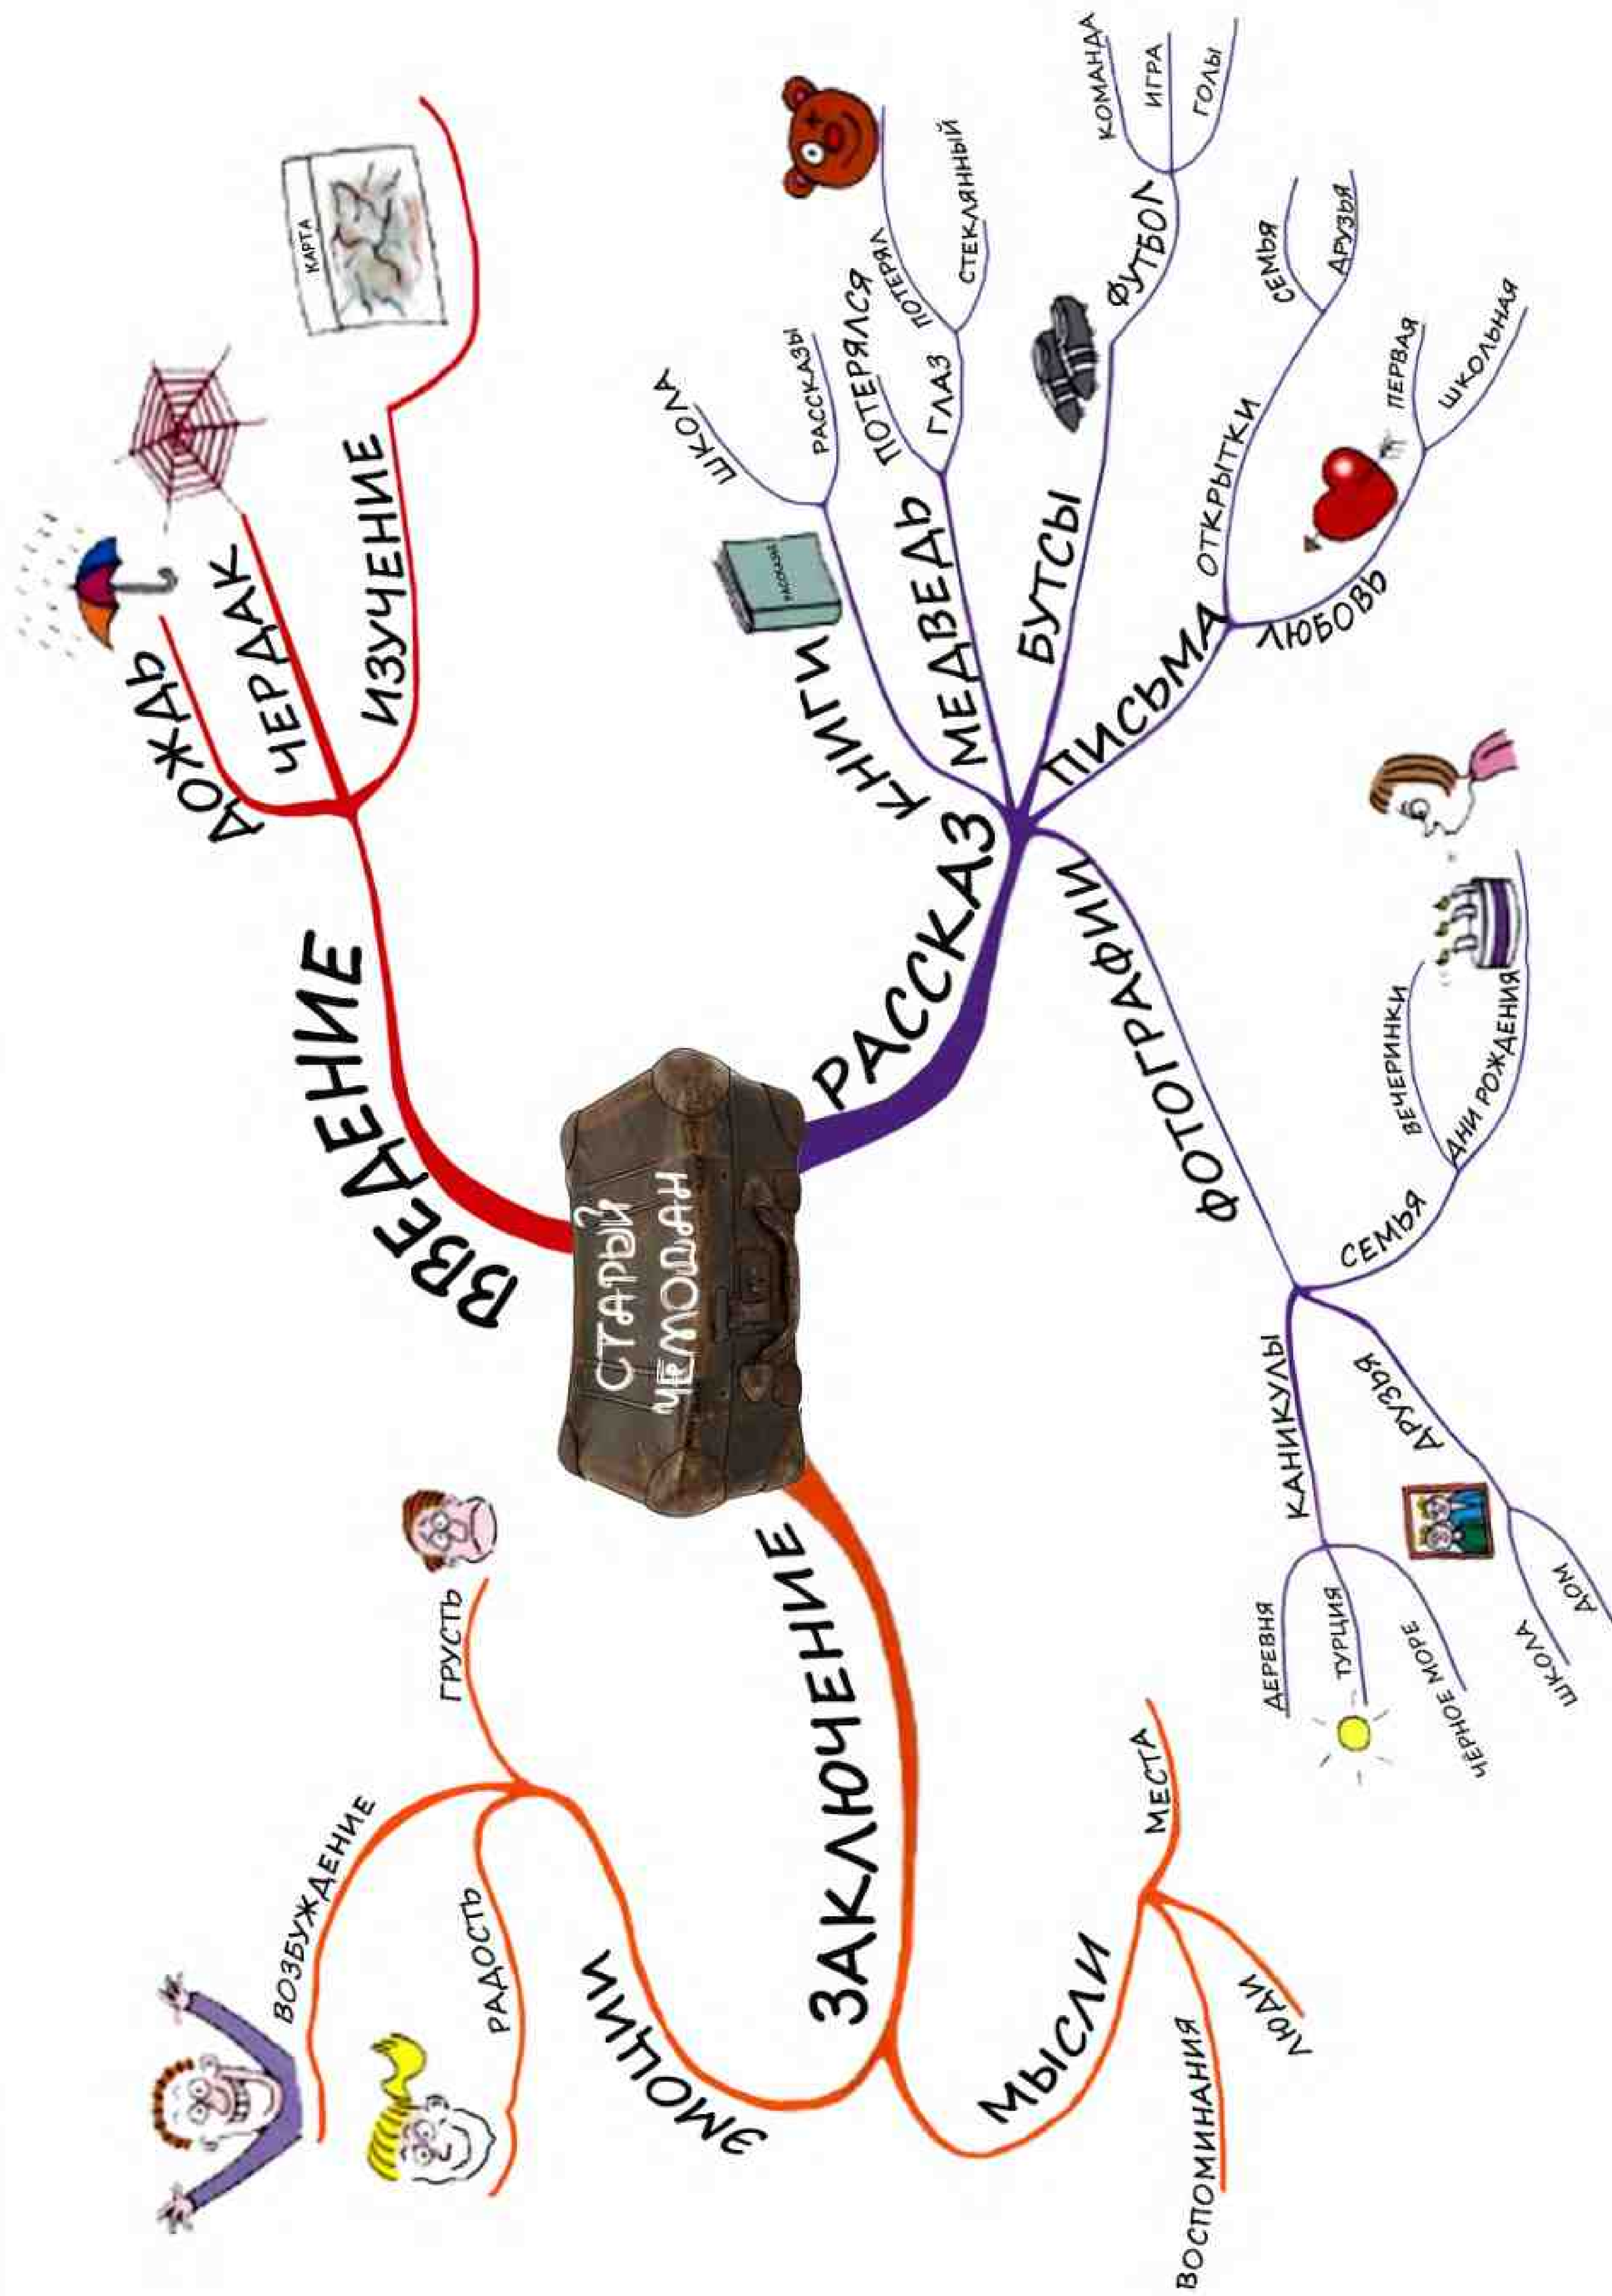 СТАРЫЙ
ЧЕМОДАН
ВВЕДЕНИЕ
ДОЖДЬ
ЧЕРДАК
ИЗУЧЕНИЕ
КАРТА
РАССКАЗ
КНИГИ
РАССКАЗЫ
ШКОЛА
РАССКАЗЫ
МЕДВЕДЬ
ПОТЕРЯЛСЯ
ГЛАЗ
ПОТЕРЯЛ
СТЕКЛЯННЫЙ
БУТСЫ
ФУТБОЛ
КОМАНДА
ИГРА
ГОЛЫ
ПИСЬМА
ОТКРЫТКИ
СЕМЬЯ
ДРУЗЬЯ
ЛЮБОВЬ
ПЕРВАЯ
ШКОЛЬНАЯ
ФОТОГРАФИИ
СЕМЬЯ
ВЕЧЕРИНКИ
ДНИ РОЖДЕНИЯ
ДРУЗЬЯ
ДОМ
ШКОЛА
КАНИКУЛЫ
ЧЁРНОЕ МОРЕ
ТУРЦИЯ
ДЕРЕВНЯ
ЗАКЛЮЧЕНИЕ
МЫСЛИ
МЕСТА
ЛЮДИ
ВОСПОМИНАНИЯ
ЭМОЦИИ
РАДОСТЬ
ВОЗБУЖДЕНИЕ
ГРУСТЬ